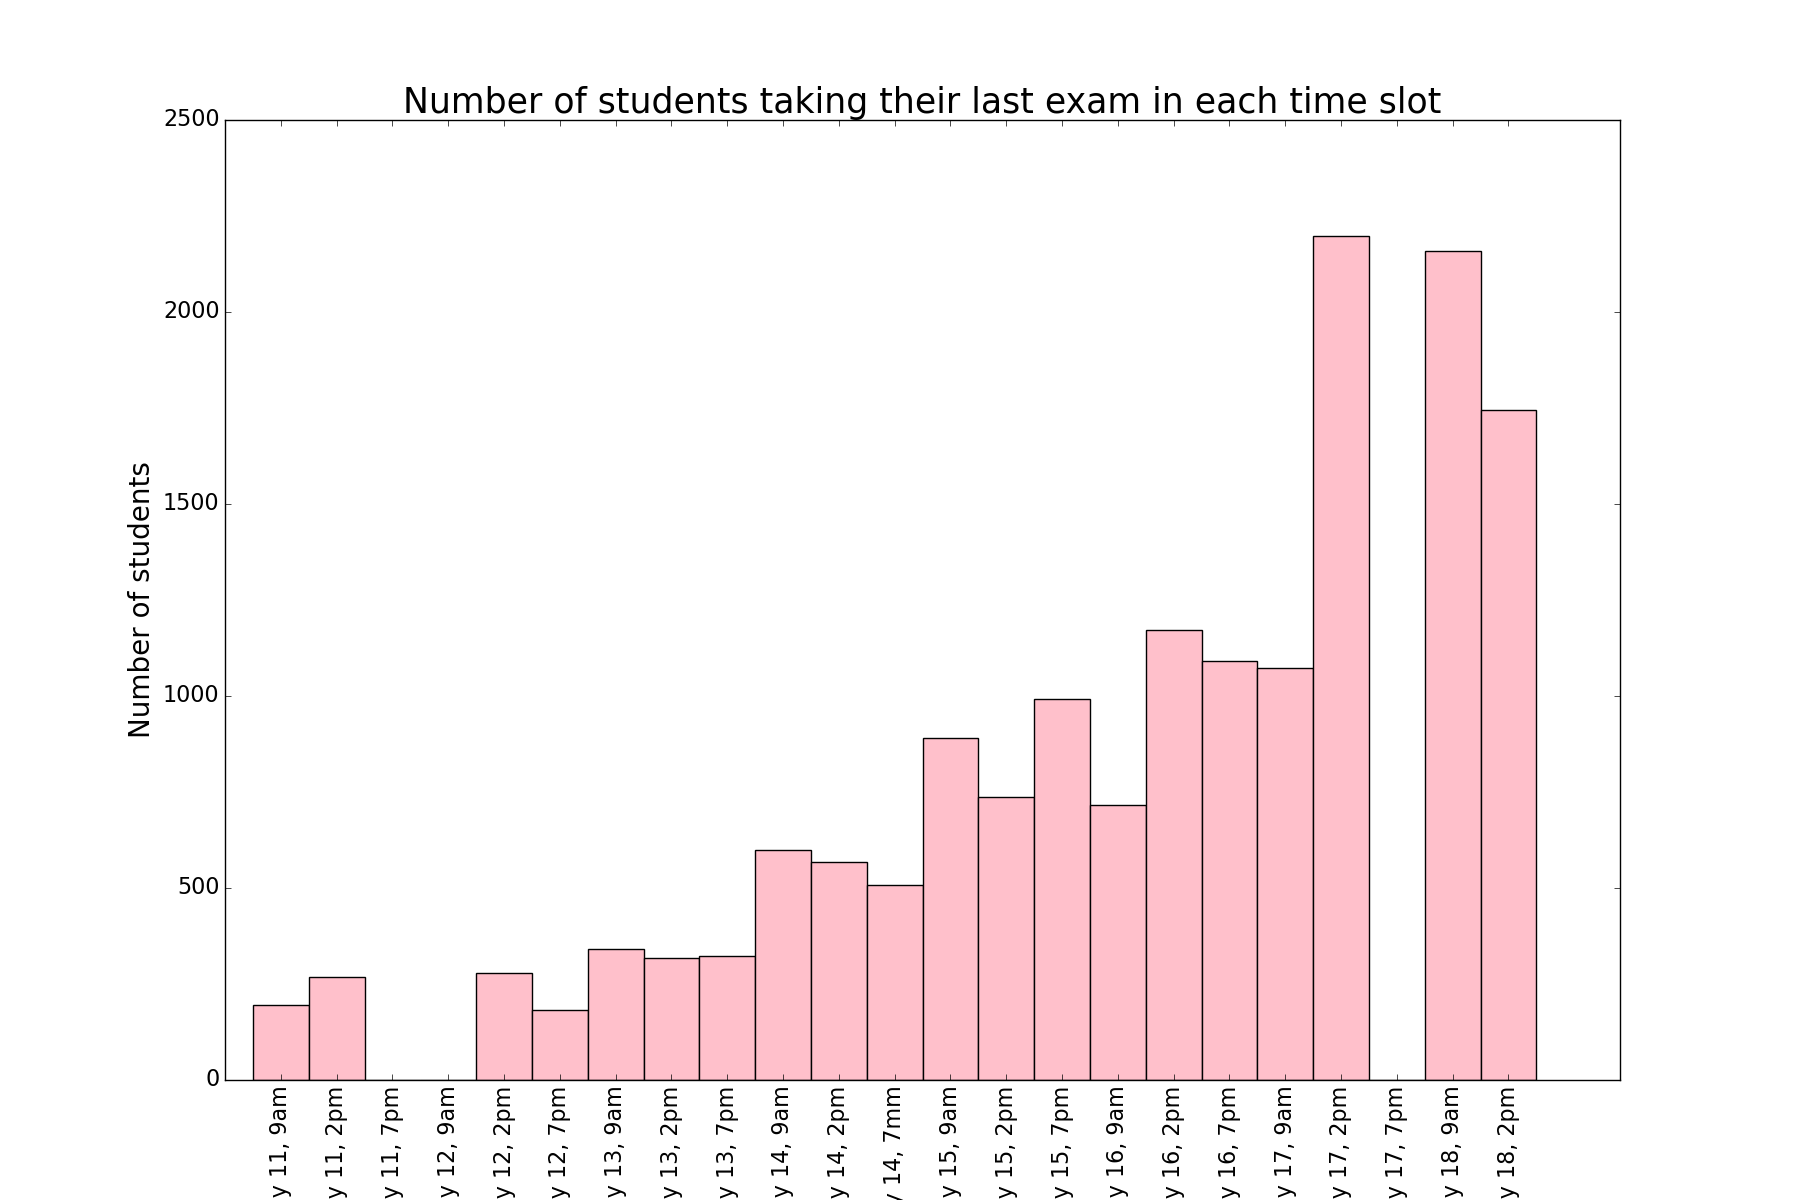 Number of students taking their last exam in each time slot
Number of students
2500
2000
1500
1000
500
0
y 11, 9am
y 11, 2pm
y 11, 7pm
y 12, 9am
y 12, 2pm
y 12, 7pm
y 13, 9am
y 13, 2pm
y 13, 7pm
y 14, 9am
y 14, 2pm
y 14, 7mm
y 15, 9am
y 15, 2pm
y 15, 7pm
y 16, 9am
y 16, 2pm
y 16, 7pm
y 17, 9am
y 17, 2pm
y 17, 7pm
y 18, 9am
y 18, 2pm